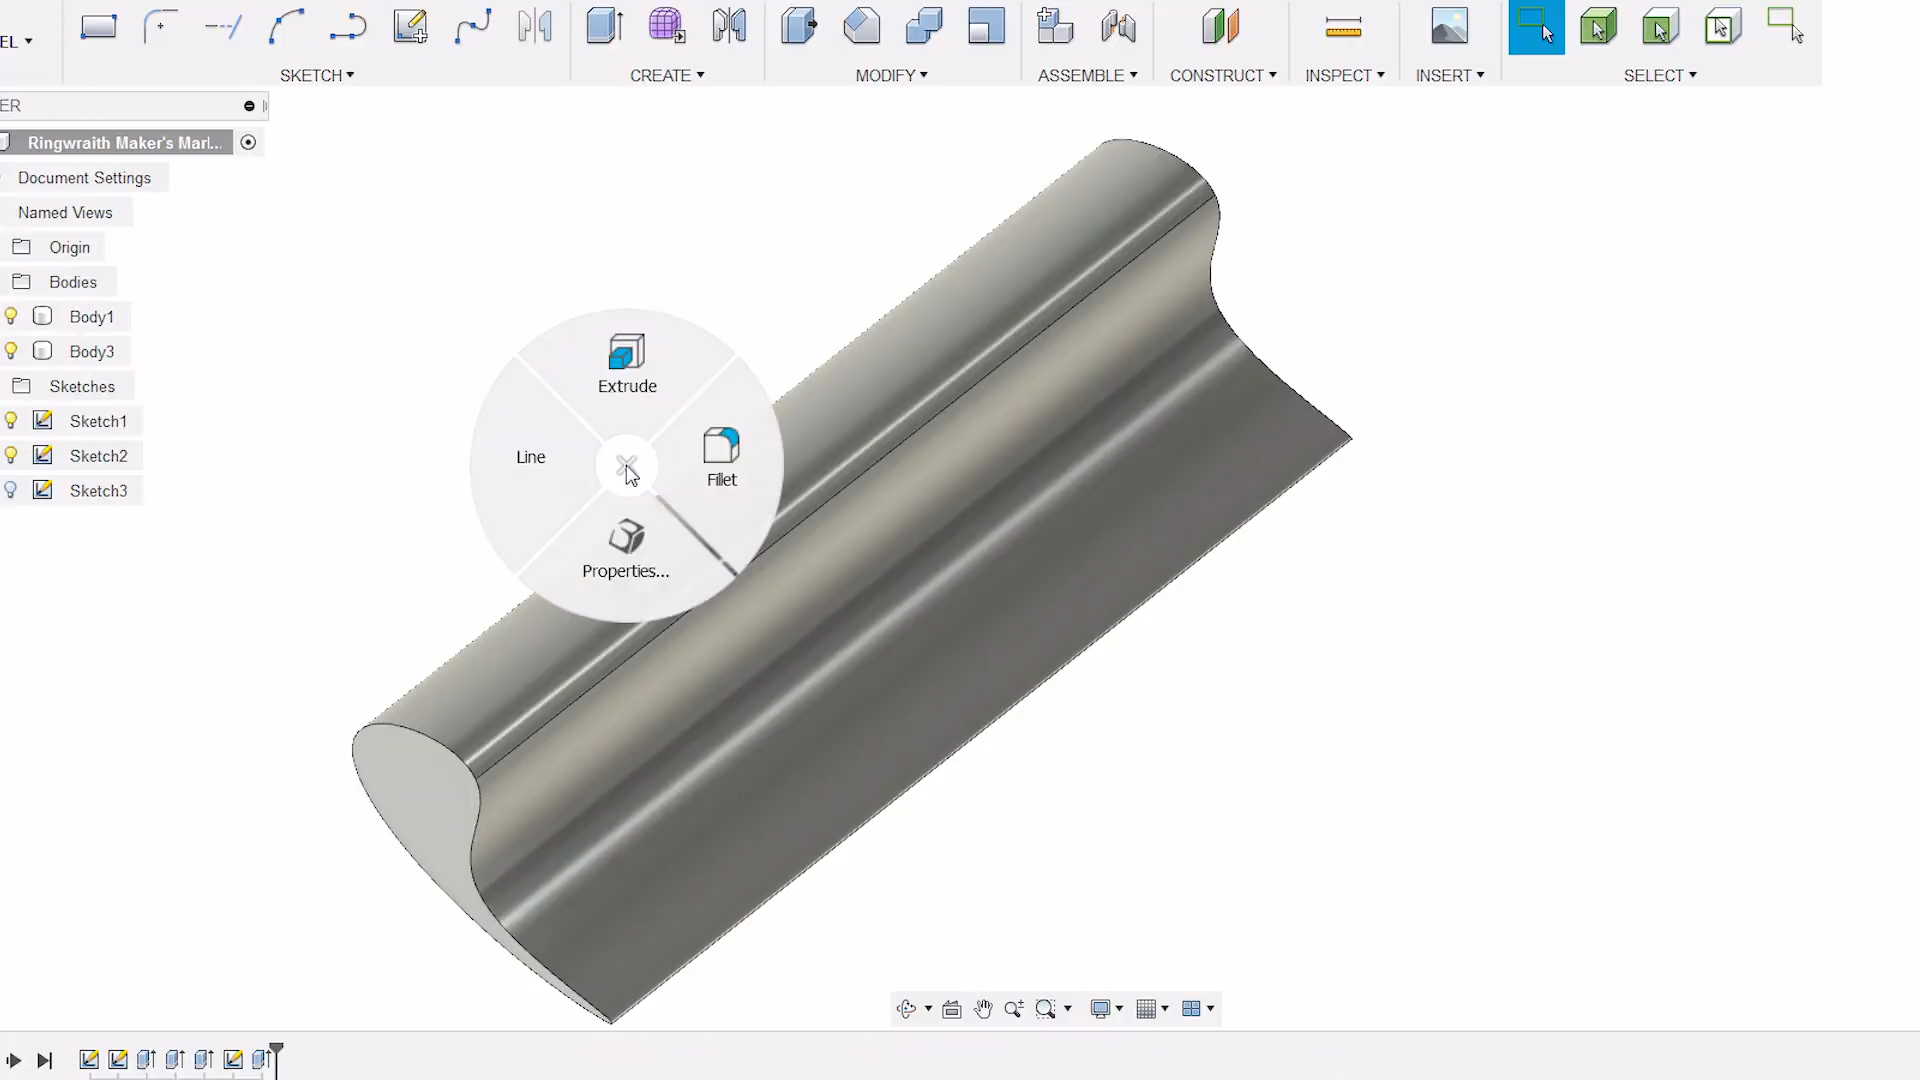 EL
SKETCH CREATE MODIFY ASSEMBLE CONSTRUCT INSPECT INSERT SELECT
ER
Ringwraith Maker's Mar...
Document Settings
Named Views
Origin
Bodies
Body1
Body3
Sketches
Sketch1
Sketch2
Sketch3
Extrude
Line
Fillet
Properties...